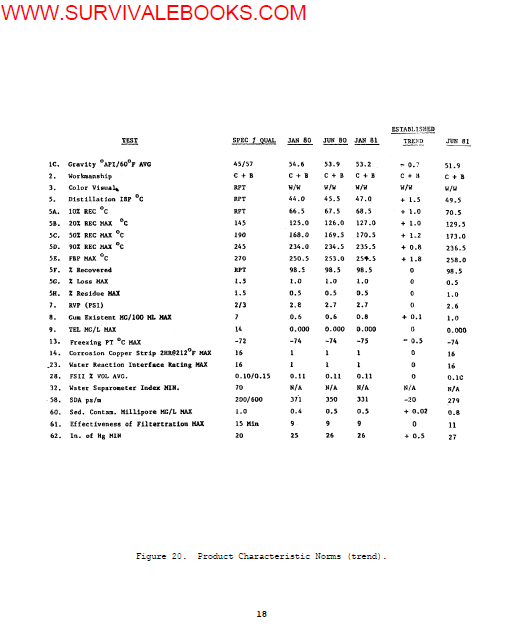 WWW.SURVIVALEBOOKS.COM
ESTABLISHED
TEST SPEC / QUAL JAN 80 JUN 80 JAN 81 TREND JUN 81
1C. Gravity °API/60°F AVG 45/57 54.6 53.9 53.2 - 0.7 51.9
2. Workmanship C + B C + B C + B C + B C + B C + B
3. Color Visual RPT W/W W/W W/W W/W W/W
5. Distillation IBP °C RPT 44.0 45.5 47.0 + 1.5 49.5
5A. 10% REC °C RPT 66.5 67.5 68.5 + 1.0 70.5
5B. 20% REC MAX °C 145 125.0 126.0 127.0 + 1.0 129.5
5C. 50% REC MAX °C 190 168.0 169.5 170.5 + 1.2 173.0
5D. 90% REC MAX °C 245 234.0 234.5 235.5 + 0.8 236.5
5E. FBP MAX °C 270 250.5 253.0 254.5 + 1.8 258.0
5F. % Recovered RPT 98.5 98.5 98.5 0 98.5
5G. % Loss MAX 1.5 1.0 1.0 1.0 0 0.5
5H. % Residue MAX 1.5 0.5 0.5 0.5 0 1.0
7. RVP (PSI) 2/3 2.8 2.7 2.7 0 2.6
8. Gum Existent MG/100 ML MAX 7 0.6 0.6 0.8 + 0.1 1.0
9. TEL MG/L MAX 14 0.000 0.000 0.000 0 0.000
13. Freezing PT °C MAX -72 -74 -74 -75 - 0.5 -74
14. Corrosion Copper Strip 2HR@212°F MAX 16 1 1 1 0 16
23. Water Reaction Interface Rating MAX 16 1 1 1 0 16
28. FSII % VOL AVG. 0.10/0.15 0.11 0.11 0.11 0 0.10
32. Water Separometer Index MIN. 70 N/A N/A N/A N/A N/A
58. SDA ps/m 200/600 371 350 331 -20 279
60. Sed. Contam. Millipore MG/L MAX 1.0 0.4 0.5 0.5 + 0.02 0.8
61. Effectiveness of Filtertration MAX 15 Min 9 9 9 0 11
62. In. of Hg MIN 20 25 26 26 + 0.5 27
Figure 20. Product Characteristic Norms (trend).
18